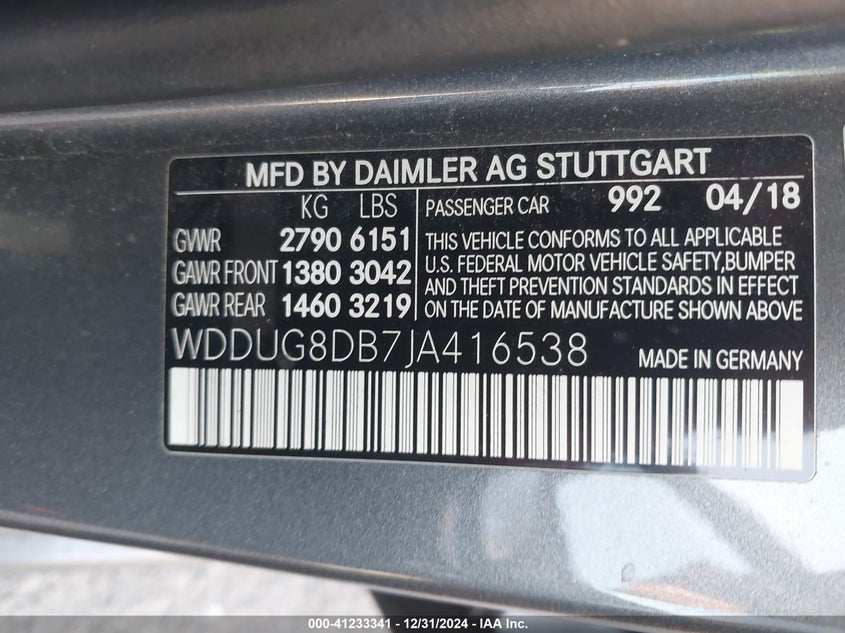 MFD BY DAIMLER AG STUTTGART
KG LBS PASSENGER CAR 992 04/18
GVWR 2790 6151 THIS VEHICLE CONFORMS TO ALL APPLICABLE
GAWR FRONT 1380 3042 U.S. FEDERAL MOTOR VEHICLE SAFETY,BUMPER
AND THEFT PREVENTION STANDARDS IN EFFECT
GAWR REAR 1460 3219 ON THE DATE OF MANUFACTURE SHOWN ABOVE
WDDUG8DB7JA416538 MADE IN GERMANY
000-41233341 - 12/31/2024 - IAA Inc.